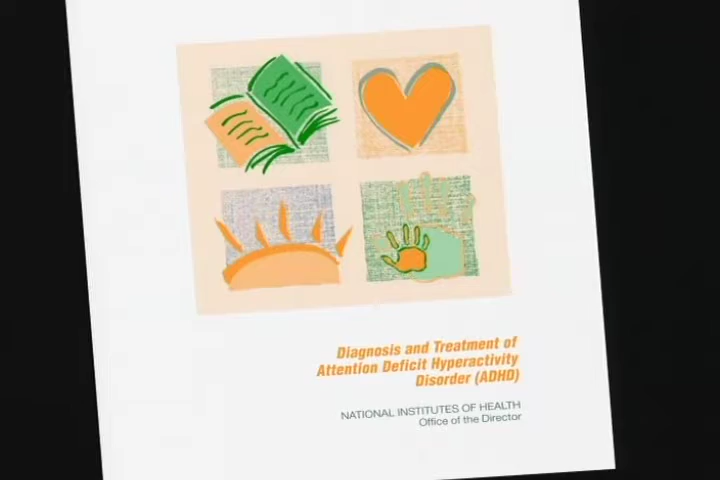 Diagnosis and Treatment of
Attention Deficit Hyperactivity
Disorder (ADHD)
NATIONAL INSTITUTES OF HEALTH
Office of the Director